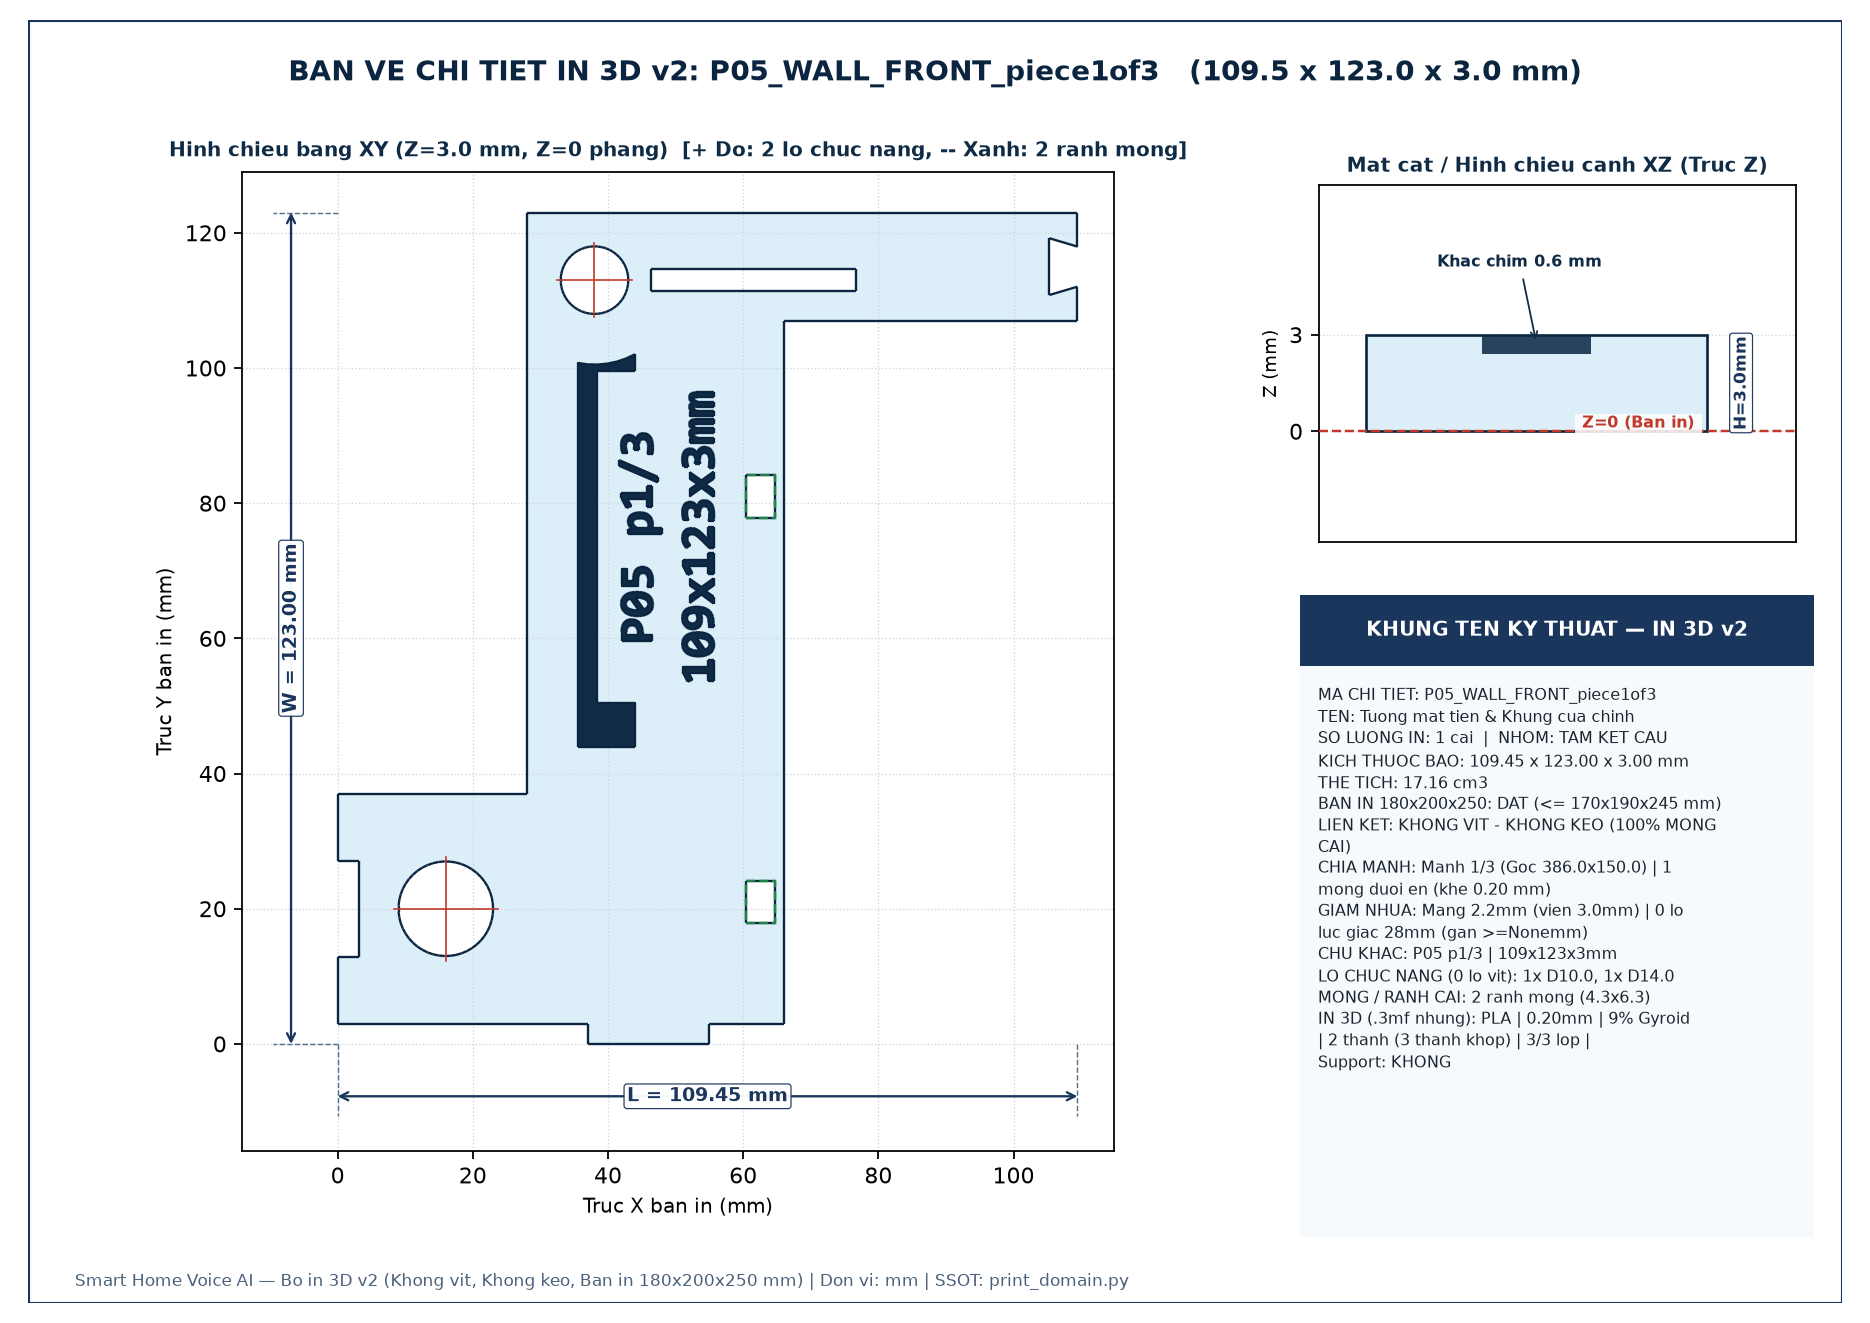 BAN VE CHI TIET IN 3D v2: P05_WALL_FRONT_piece1of3 (109.5 x 123.0 x 3.0 mm)
Hinh chieu bang XY (Z=3.0 mm, Z=0 phang) [+ Do: 2 lo chuc nang, -- Xanh: 2 ranh mong]
120
100
80
60
40
20
0
Truc Y ban in (mm)
W = 123.00 mm
P05 p1/3
109x123x3mm
L = 109.45 mm
0 20 40 60 80 100
Truc X ban in (mm)
Mat cat / Hinh chieu canh XZ (Truc Z)
Khac chim 0.6 mm
3
0
Z (mm)
Z=0 (Ban in)
H=3.0mm
KHUNG TEN KY THUAT — IN 3D v2
MA CHI TIET: P05_WALL_FRONT_piece1of3
TEN: Tuong mat tien & Khung cua chinh
SO LUONG IN: 1 cai | NHOM: TAM KET CAU
KICH THUOC BAO: 109.45 x 123.00 x 3.00 mm
THE TICH: 17.16 cm3
BAN IN 180x200x250: DAT (<= 170x190x245 mm)
LIEN KET: KHONG VIT - KHONG KEO (100% MONG
CAI)
CHIA MANH: Manh 1/3 (Goc 386.0x150.0) | 1
mong duoi en (khe 0.20 mm)
GIAM NHUA: Mang 2.2mm (vien 3.0mm) | 0 lo
luc giac 28mm (gan >=Nonemm)
CHU KHAC: P05 p1/3 | 109x123x3mm
LO CHUC NANG (0 lo vit): 1x D10.0, 1x D14.0
MONG / RANH CAI: 2 ranh mong (4.3x6.3)
IN 3D (.3mf nhung): PLA | 0.20mm | 9% Gyroid
| 2 thanh (3 thanh khop) | 3/3 lop |
Support: KHONG
Smart Home Voice AI — Bo in 3D v2 (Khong vit, Khong keo, Ban in 180x200x250 mm) | Don vi: mm | SSOT: print_domain.py